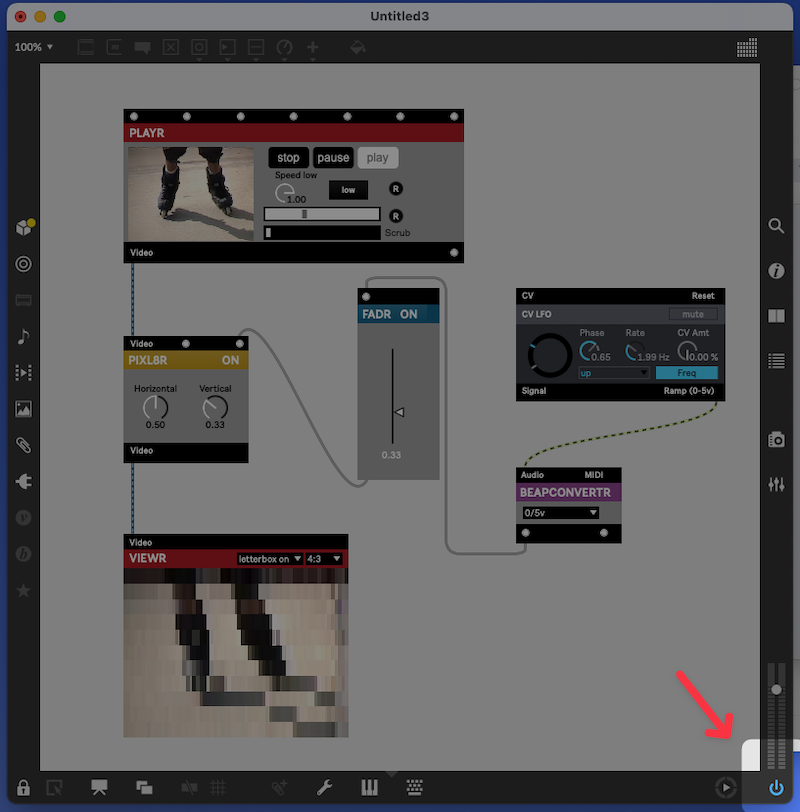 Untitled3
100%
PLAYR
stop pause play
Speed low
1.00
low
R
R
Scrub
Video
Video
PIXL8R ON
Horizontal Vertical
0.50 0.33
Video
FADR ON
0.33
CV Reset
CV LFO mute
Phase Rate CV Amt
0.65 1.99 Hz 0.00 %
up Freq
Signal Ramp (0-5v)
Audio MIDI
BEAPCONVERTR
0/5v
Video
VIEWR letterbox on 4:3